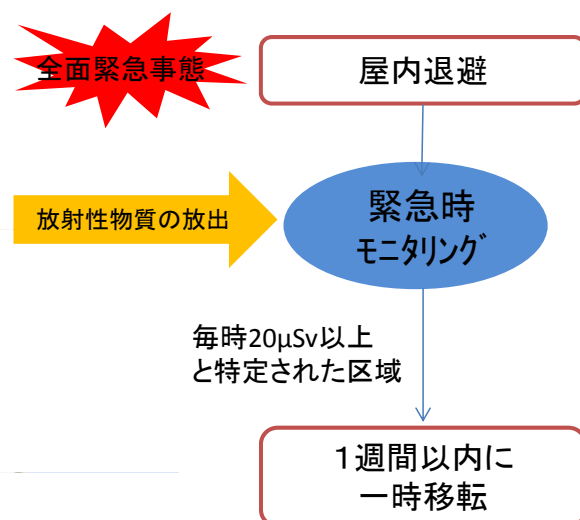 全面緊急事態
屋内退避
放射性物質の放出
緊急時
ﾓﾆﾀﾘﾝｸﾞ
毎時20μSv以上
と特定された区域
１週間以内に
一時移転